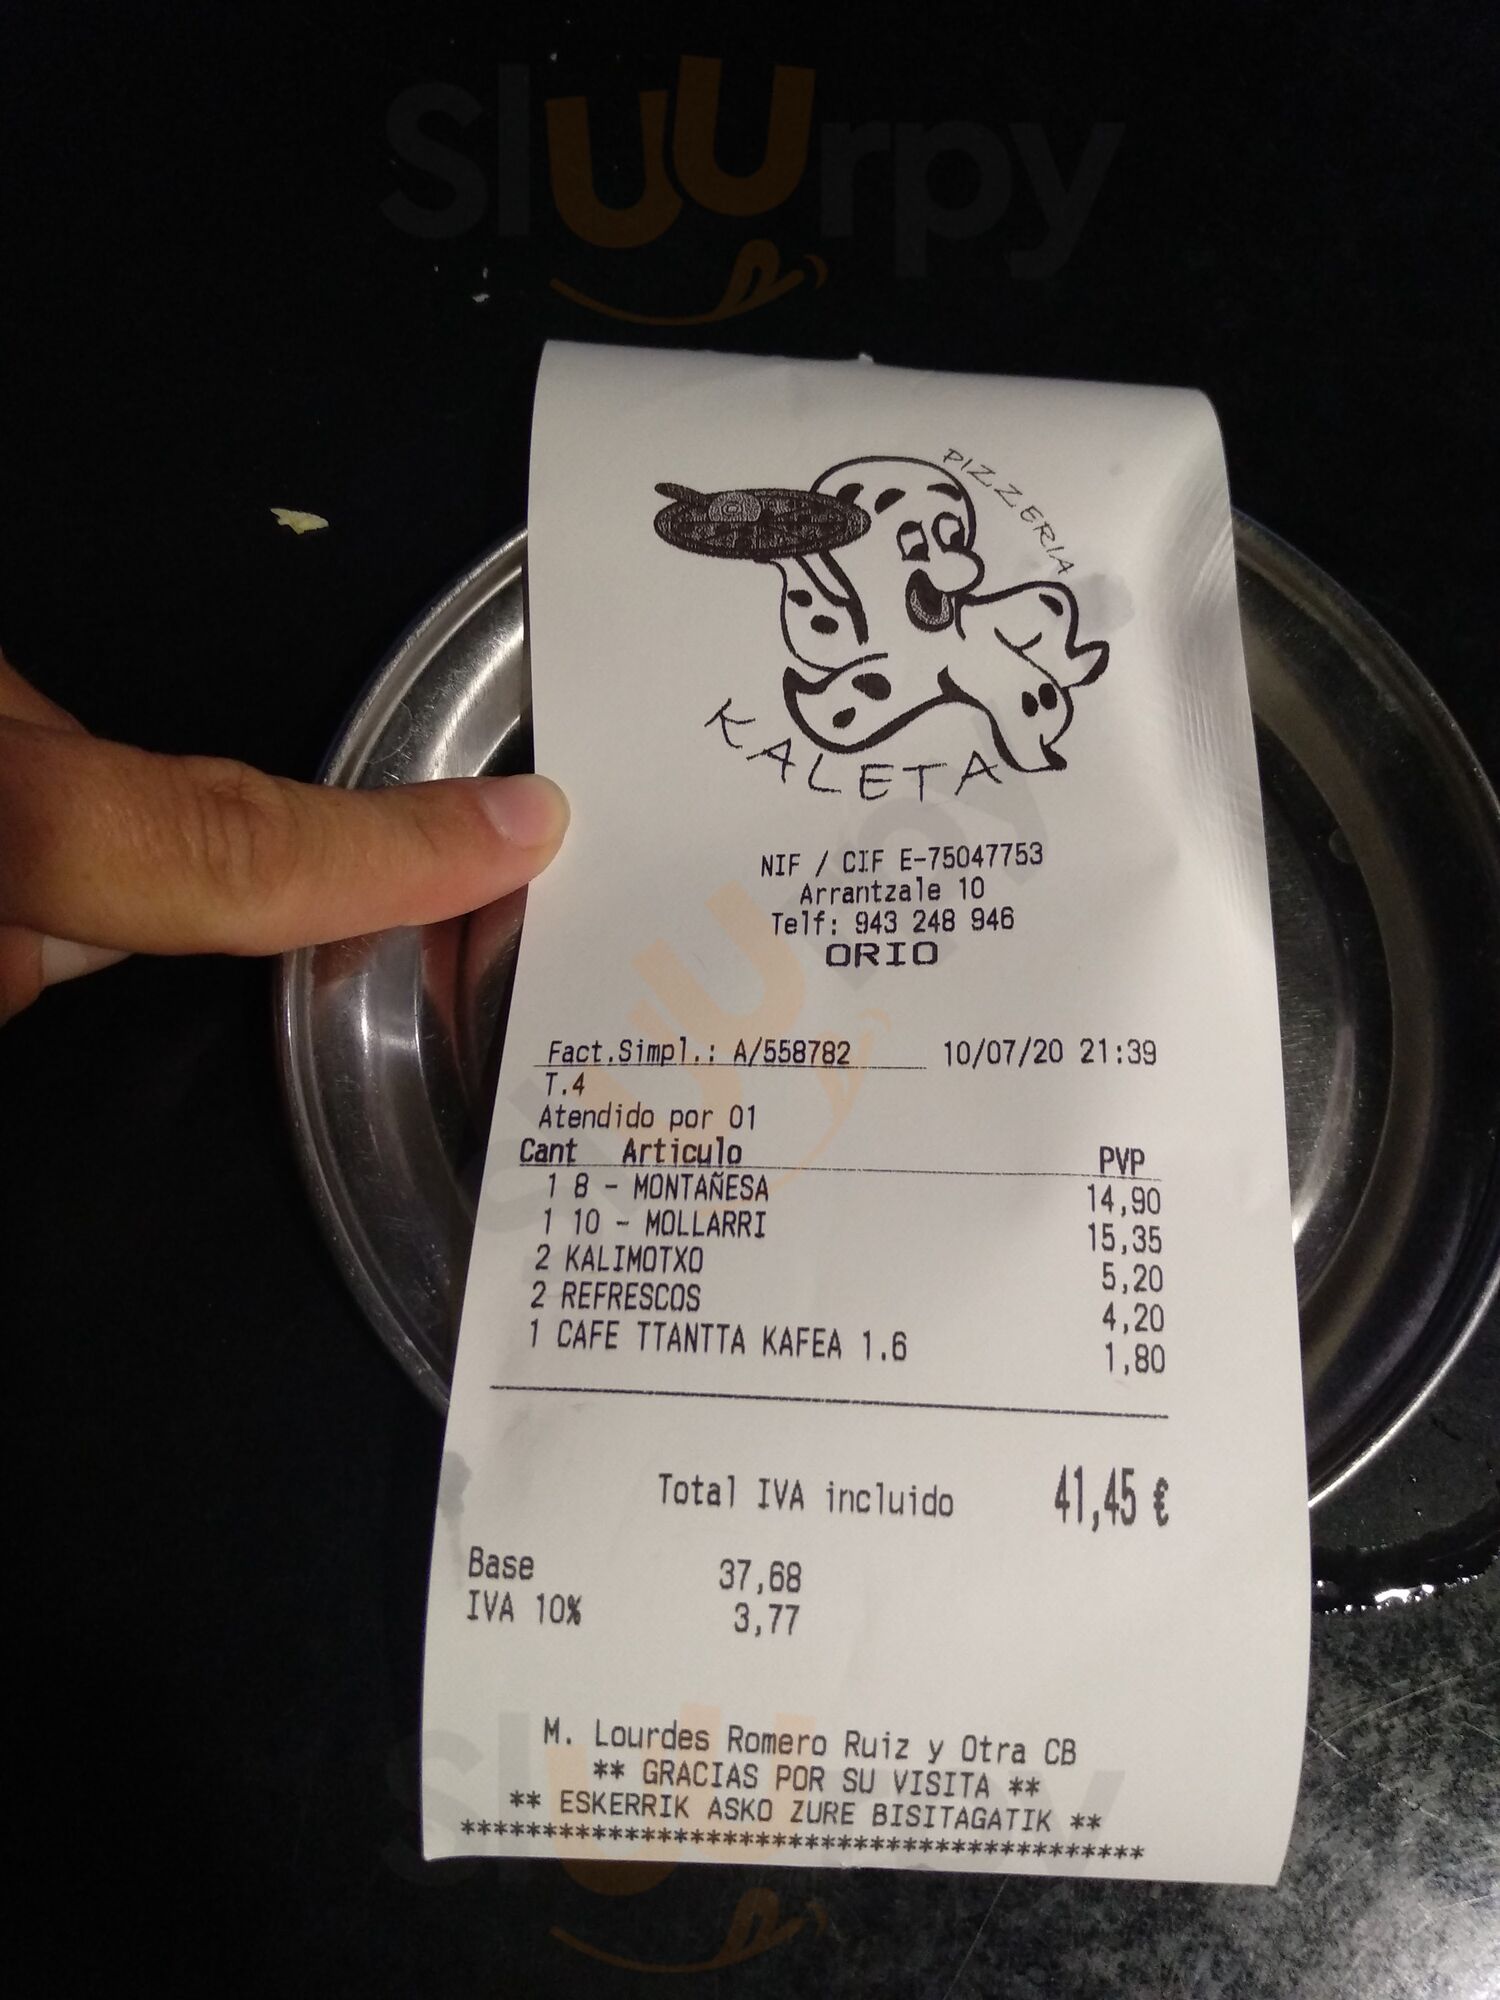 Sluurpy
PIZZERIA
KALETA
NIF / CIF E-75047753
Arrantzale 10
Telf: 943 248 946
ORIO
Fact.Simpl.: A/558782 10/07/20 21:39
T.4
Atendido por 01
Cant Articulo PVP
1 8 - MONTAÑESA 14,90
1 10 - MOLLARRI 15,35
2 KALIMOTXO 5,20
2 REFRESCOS 4,20
1 CAFE TTANTTA KAFEA 1.6 1,80
Total IVA incluido 41,45 €
Base 37,68
IVA 10% 3,77
M. Lourdes Romero Ruiz y Otra CB
** GRACIAS POR SU VISITA **
** ESKERRIK ASKO ZURE BISITAGATIK **
******************************************
Sluurpy